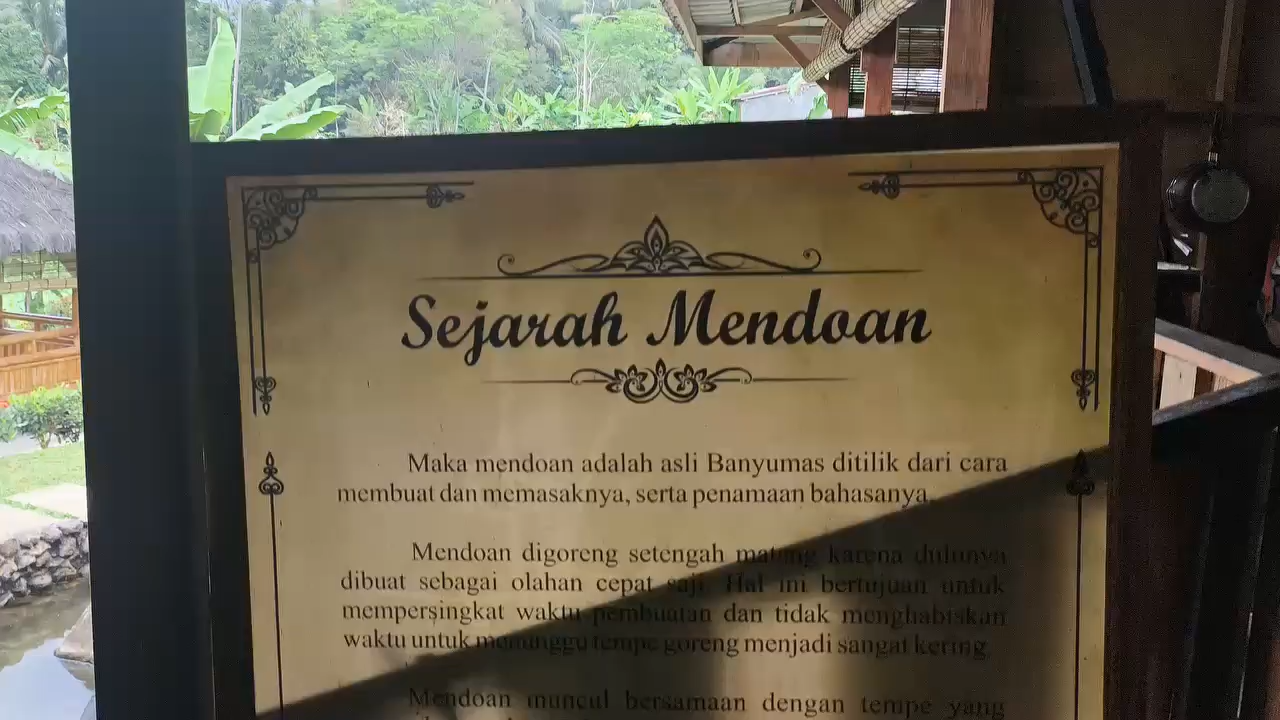 Sejarah Mendoan
Maka mendoan adalah asli Banyumas ditilik dari cara
membuat dan memasaknya, serta penamaan bahasanya.
Mendoan digoreng setengah matang karena dulunya
dibuat sebagai olahan cepat saji. Hal ini bertujuan untuk
mempersingkat waktu pembuatan dan tidak menghabiskan
waktu untuk menunggu tempe goreng menjadi sangat kering.
Mendoan muncul bersamaan dengan tempe yang